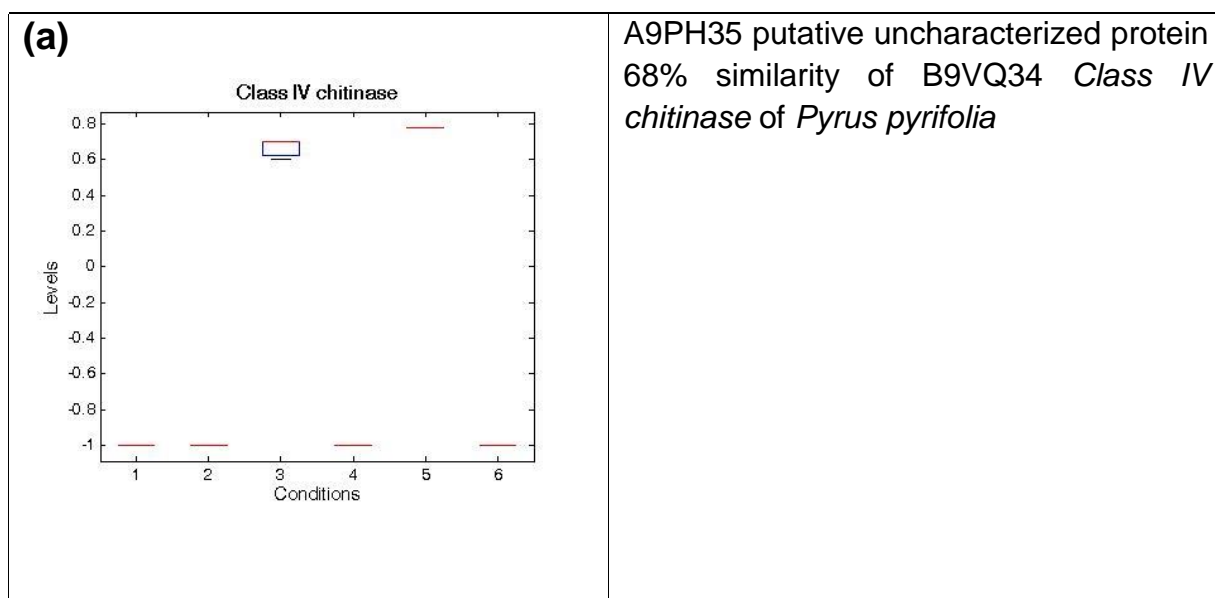 (a)
A9PH35 putative uncharacterized protein
68% similarity of B9VQ34 Class IV
chitinase of Pyrus pyrifolia
Class IV chitinase
0.8
0.6
0.4
0.2
0
-0.2
-0.4
-0.6
-0.8
-1
Levels
1 2 3 4 5 6
Conditions